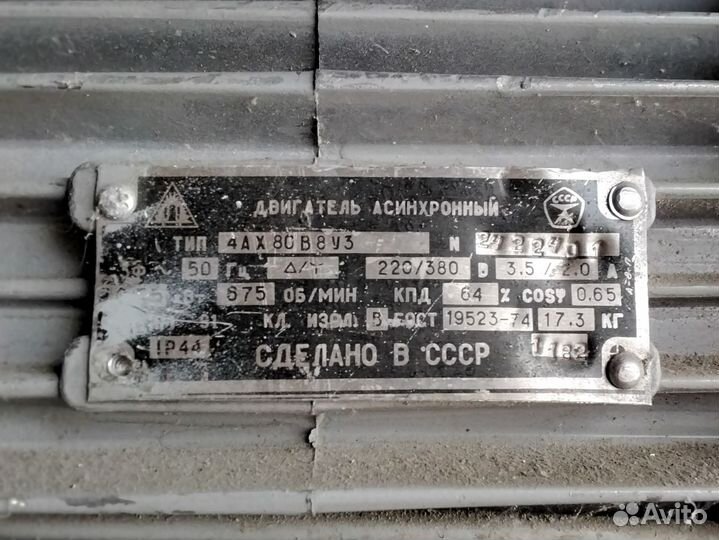 ДВИГАТЕЛЬ АСИНХРОННЫЙ
СССР
ТИП 4АХ80В8У3 N
~ 50 ГЦ Δ/Y 220/380 В 3.5/2.0 А
675 ОБ/МИН КПД 64 % COSφ 0.65
КЛ ИЗОЛ В ГОСТ 19523-74 17.3 КГ
IP44 СДЕЛАНО В СССР
Avito